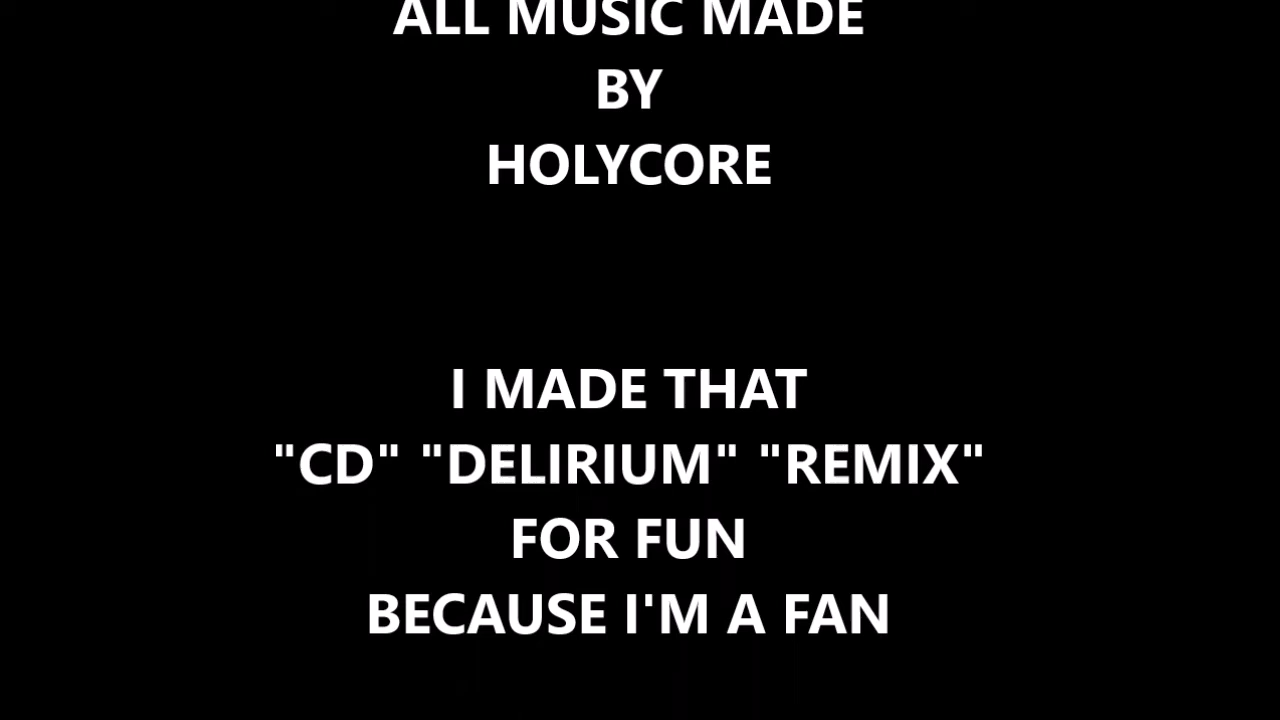 ALL MUSIC MADE
BY
HOLYCORE
I MADE THAT
"CD" "DELIRIUM" "REMIX"
FOR FUN
BECAUSE I'M A FAN